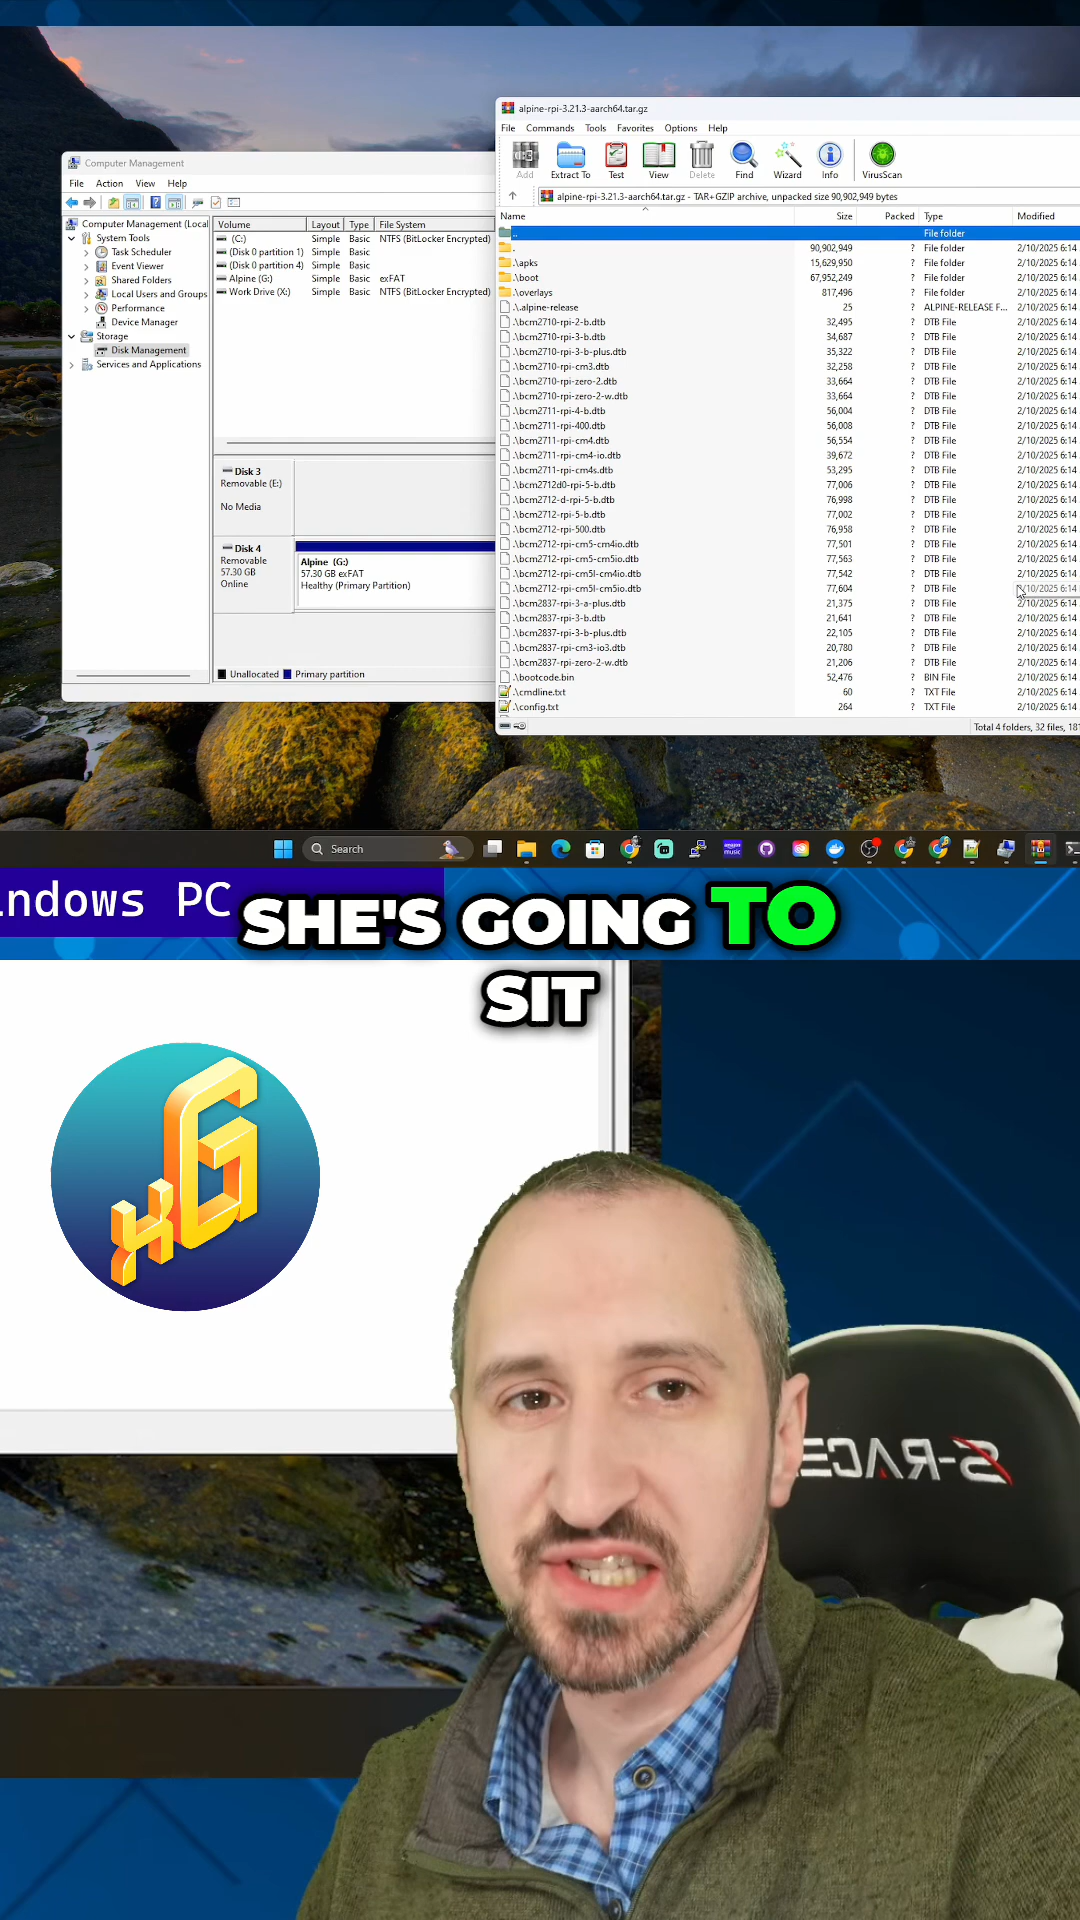 alpine-rpi-3.21.3-aarch64.tar.gz
File Commands Tools Favorites Options Help
Add Extract To Test View Delete Find Wizard Info VirusScan
alpine-rpi-3.21.3-aarch64.tar.gz - TAR+GZIP archive, unpacked size 90,902,949 bytes
Name Size Packed Type Modified
.. File folder
. 90,902,949 ? File folder 2/10/2025 6:14
.\apks 15,629,950 ? File folder 2/10/2025 6:14
.\boot 67,952,249 ? File folder 2/10/2025 6:14
.\overlays 817,496 ? File folder 2/10/2025 6:14
.\.alpine-release 25 ? ALPINE-RELEASE F... 2/10/2025 6:14
.\bcm2710-rpi-2-b.dtb 32,495 ? DTB File 2/10/2025 6:14
.\bcm2710-rpi-3-b.dtb 34,687 ? DTB File 2/10/2025 6:14
.\bcm2710-rpi-3-b-plus.dtb 35,322 ? DTB File 2/10/2025 6:14
.\bcm2710-rpi-cm3.dtb 32,258 ? DTB File 2/10/2025 6:14
.\bcm2710-rpi-zero-2.dtb 33,664 ? DTB File 2/10/2025 6:14
.\bcm2710-rpi-zero-2-w.dtb 33,664 ? DTB File 2/10/2025 6:14
.\bcm2711-rpi-4-b.dtb 56,004 ? DTB File 2/10/2025 6:14
.\bcm2711-rpi-400.dtb 56,008 ? DTB File 2/10/2025 6:14
.\bcm2711-rpi-cm4.dtb 56,554 ? DTB File 2/10/2025 6:14
.\bcm2711-rpi-cm4-io.dtb 39,672 ? DTB File 2/10/2025 6:14
.\bcm2711-rpi-cm4s.dtb 53,295 ? DTB File 2/10/2025 6:14
.\bcm2712d0-rpi-5-b.dtb 77,006 ? DTB File 2/10/2025 6:14
.\bcm2712-d-rpi-5-b.dtb 76,998 ? DTB File 2/10/2025 6:14
.\bcm2712-rpi-5-b.dtb 77,002 ? DTB File 2/10/2025 6:14
.\bcm2712-rpi-500.dtb 76,958 ? DTB File 2/10/2025 6:14
.\bcm2712-rpi-cm5-cm4io.dtb 77,501 ? DTB File 2/10/2025 6:14
.\bcm2712-rpi-cm5-cm5io.dtb 77,563 ? DTB File 2/10/2025 6:14
.\bcm2712-rpi-cm5l-cm4io.dtb 77,542 ? DTB File 2/10/2025 6:14
.\bcm2712-rpi-cm5l-cm5io.dtb 77,604 ? DTB File 2/10/2025 6:14
.\bcm2837-rpi-3-a-plus.dtb 21,375 ? DTB File 2/10/2025 6:14
.\bcm2837-rpi-3-b.dtb 21,641 ? DTB File 2/10/2025 6:14
.\bcm2837-rpi-3-b-plus.dtb 22,105 ? DTB File 2/10/2025 6:14
.\bcm2837-rpi-cm3-io3.dtb 20,780 ? DTB File 2/10/2025 6:14
.\bcm2837-rpi-zero-2-w.dtb 21,206 ? DTB File 2/10/2025 6:14
.\bootcode.bin 52,476 ? BIN File 2/10/2025 6:14
.\cmdline.txt 60 ? TXT File 2/10/2025 6:14
.\config.txt 264 ? TXT File 2/10/2025 6:14
Total 4 folders, 32 files, 181
Computer Management
File Action View Help
Computer Management (Local
System Tools
Task Scheduler
Event Viewer
Shared Folders
Local Users and Groups
Performance
Device Manager
Storage
Disk Management
Services and Applications
Volume Layout Type File System
(C:) Simple Basic NTFS (BitLocker Encrypted)
(Disk 0 partition 1) Simple Basic
(Disk 0 partition 4) Simple Basic
Alpine (G:) Simple Basic exFAT
Work Drive (X:) Simple Basic NTFS (BitLocker Encrypted)
Disk 3
Removable (E:)
No Media
Disk 4
Removable
57.30 GB
Online
Alpine (G:)
57.30 GB exFAT
Healthy (Primary Partition)
Unallocated Primary partition
Search
ndows PC
SHE'S GOING TO
SIT
S-RACE